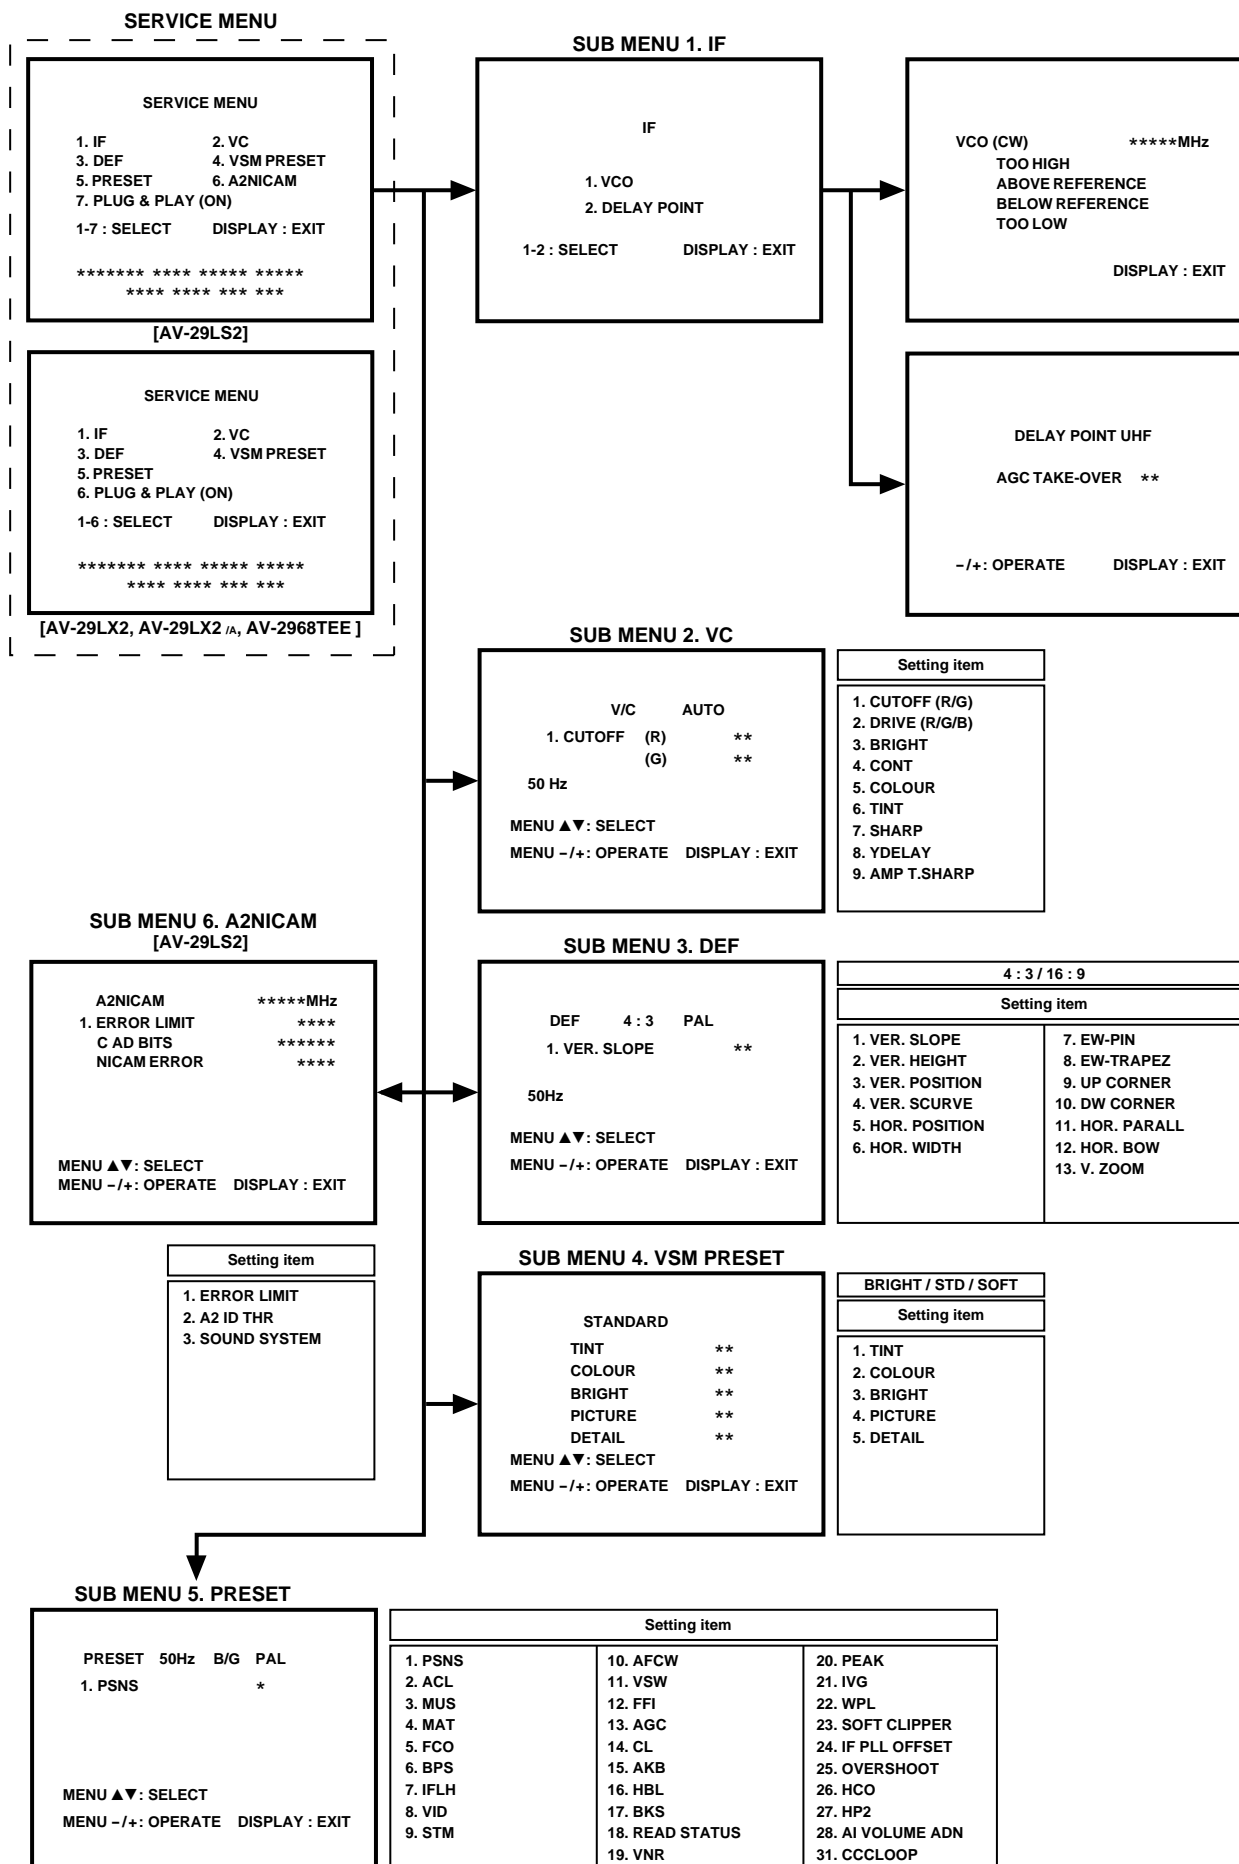 SERVICE MENU
SERVICE MENU
1. IF 2. VC
3. DEF 4. VSM PRESET
5. PRESET 6. A2NICAM
7. PLUG & PLAY (ON)
1-7 : SELECT DISPLAY : EXIT
******* **** ***** *****
**** **** *** ***
[AV-29LS2]
SERVICE MENU
1. IF 2. VC
3. DEF 4. VSM PRESET
5. PRESET
6. PLUG & PLAY (ON)
1-6 : SELECT DISPLAY : EXIT
******* **** ***** *****
**** **** *** ***
[AV-29LX2, AV-29LX2 /A, AV-2968TEE ]
SUB MENU 1. IF
IF
1. VCO
2. DELAY POINT
1-2 : SELECT DISPLAY : EXIT
VCO (CW) *****MHz
TOO HIGH
ABOVE REFERENCE
BELOW REFERENCE
TOO LOW
DISPLAY : EXIT
DELAY POINT UHF
AGC TAKE-OVER **
−/+: OPERATE DISPLAY : EXIT
SUB MENU 2. VC
V/C AUTO
1. CUTOFF (R) **
(G) **
50 Hz
MENU ▲▼: SELECT
MENU −/+: OPERATE DISPLAY : EXIT
Setting item
1. CUTOFF (R/G)
2. DRIVE (R/G/B)
3. BRIGHT
4. CONT
5. COLOUR
6. TINT
7. SHARP
8. YDELAY
9. AMP T.SHARP
SUB MENU 6. A2NICAM
[AV-29LS2]
A2NICAM *****MHz
1. ERROR LIMIT ****
C AD BITS ******
NICAM ERROR ****
MENU ▲▼: SELECT
MENU −/+: OPERATE DISPLAY : EXIT
Setting item
1. ERROR LIMIT
2. A2 ID THR
3. SOUND SYSTEM
SUB MENU 3. DEF
DEF 4 : 3 PAL
1. VER. SLOPE **
50Hz
MENU ▲▼: SELECT
MENU −/+: OPERATE DISPLAY : EXIT
4 : 3 / 16 : 9
Setting item
1. VER. SLOPE
2. VER. HEIGHT
3. VER. POSITION
4. VER. SCURVE
5. HOR. POSITION
6. HOR. WIDTH
7. EW-PIN
8. EW-TRAPEZ
9. UP CORNER
10. DW CORNER
11. HOR. PARALL
12. HOR. BOW
13. V. ZOOM
SUB MENU 4. VSM PRESET
STANDARD
TINT **
COLOUR **
BRIGHT **
PICTURE **
DETAIL **
MENU ▲▼: SELECT
MENU −/+: OPERATE DISPLAY : EXIT
BRIGHT / STD / SOFT
Setting item
1. TINT
2. COLOUR
3. BRIGHT
4. PICTURE
5. DETAIL
SUB MENU 5. PRESET
PRESET 50Hz B/G PAL
1. PSNS *
MENU ▲▼: SELECT
MENU −/+: OPERATE DISPLAY : EXIT
Setting item
1. PSNS
2. ACL
3. MUS
4. MAT
5. FCO
6. BPS
7. IFLH
8. VID
9. STM
10. AFCW
11. VSW
12. FFI
13. AGC
14. CL
15. AKB
16. HBL
17. BKS
18. READ STATUS
19. VNR
20. PEAK
21. IVG
22. WPL
23. SOFT CLIPPER
24. IF PLL OFFSET
25. OVERSHOOT
26. HCO
27. HP2
28. AI VOLUME ADN
31. CCCLOOP